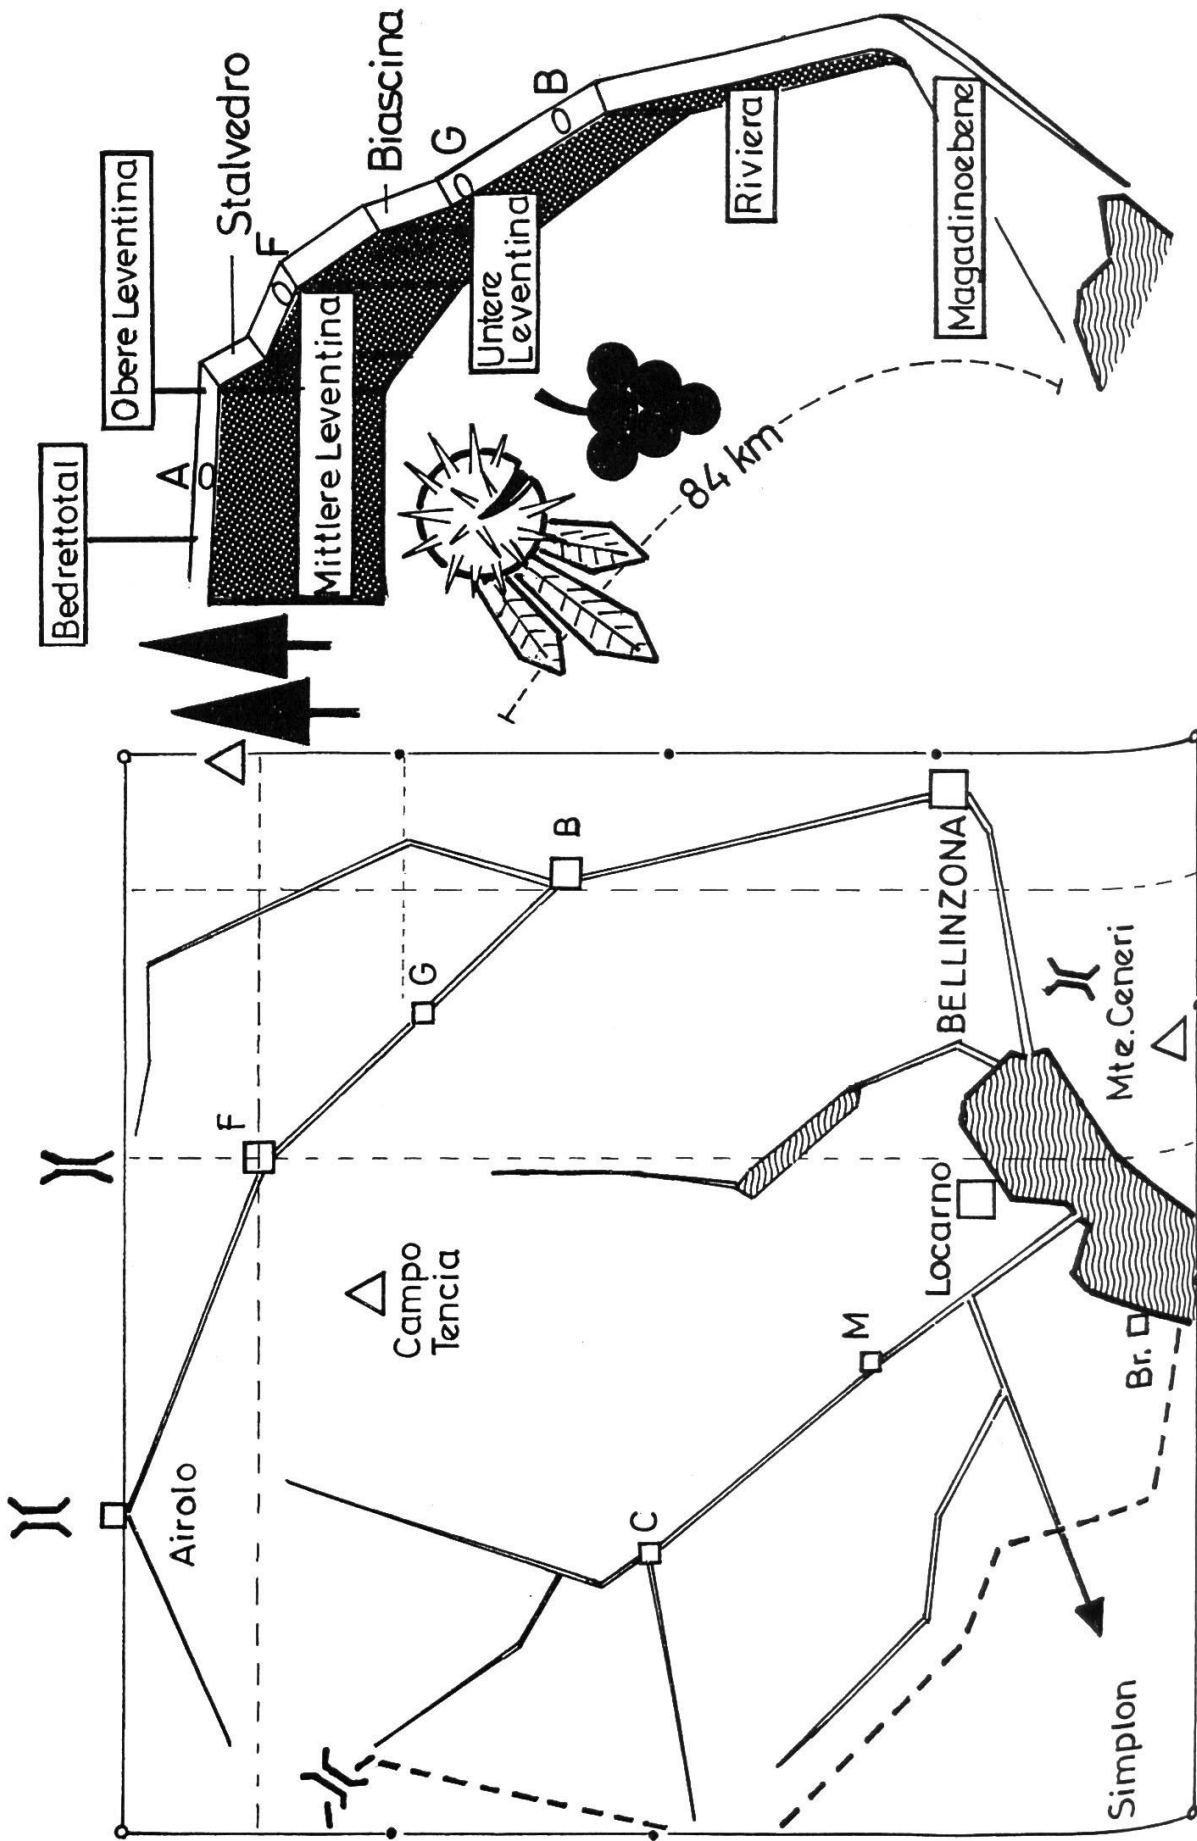 Airolo
F
G
B
Campo
Tencia
C
M
Locarno
BELLINZONA
Br.
Mte. Ceneri
Simplon
Bedrettotal
Obere Leventina
A
Stalvedro
F
Mittlere Leventina
Biascina
G
Untere
Leventina
B
Riviera
84 km
Magadinoebene